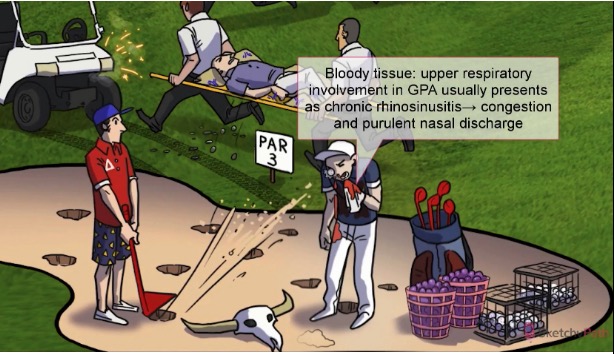 Bloody tissue: upper respiratory
involvement in GPA usually presents
as chronic rhinosinusitis→ congestion
and purulent nasal discharge
PAR
3